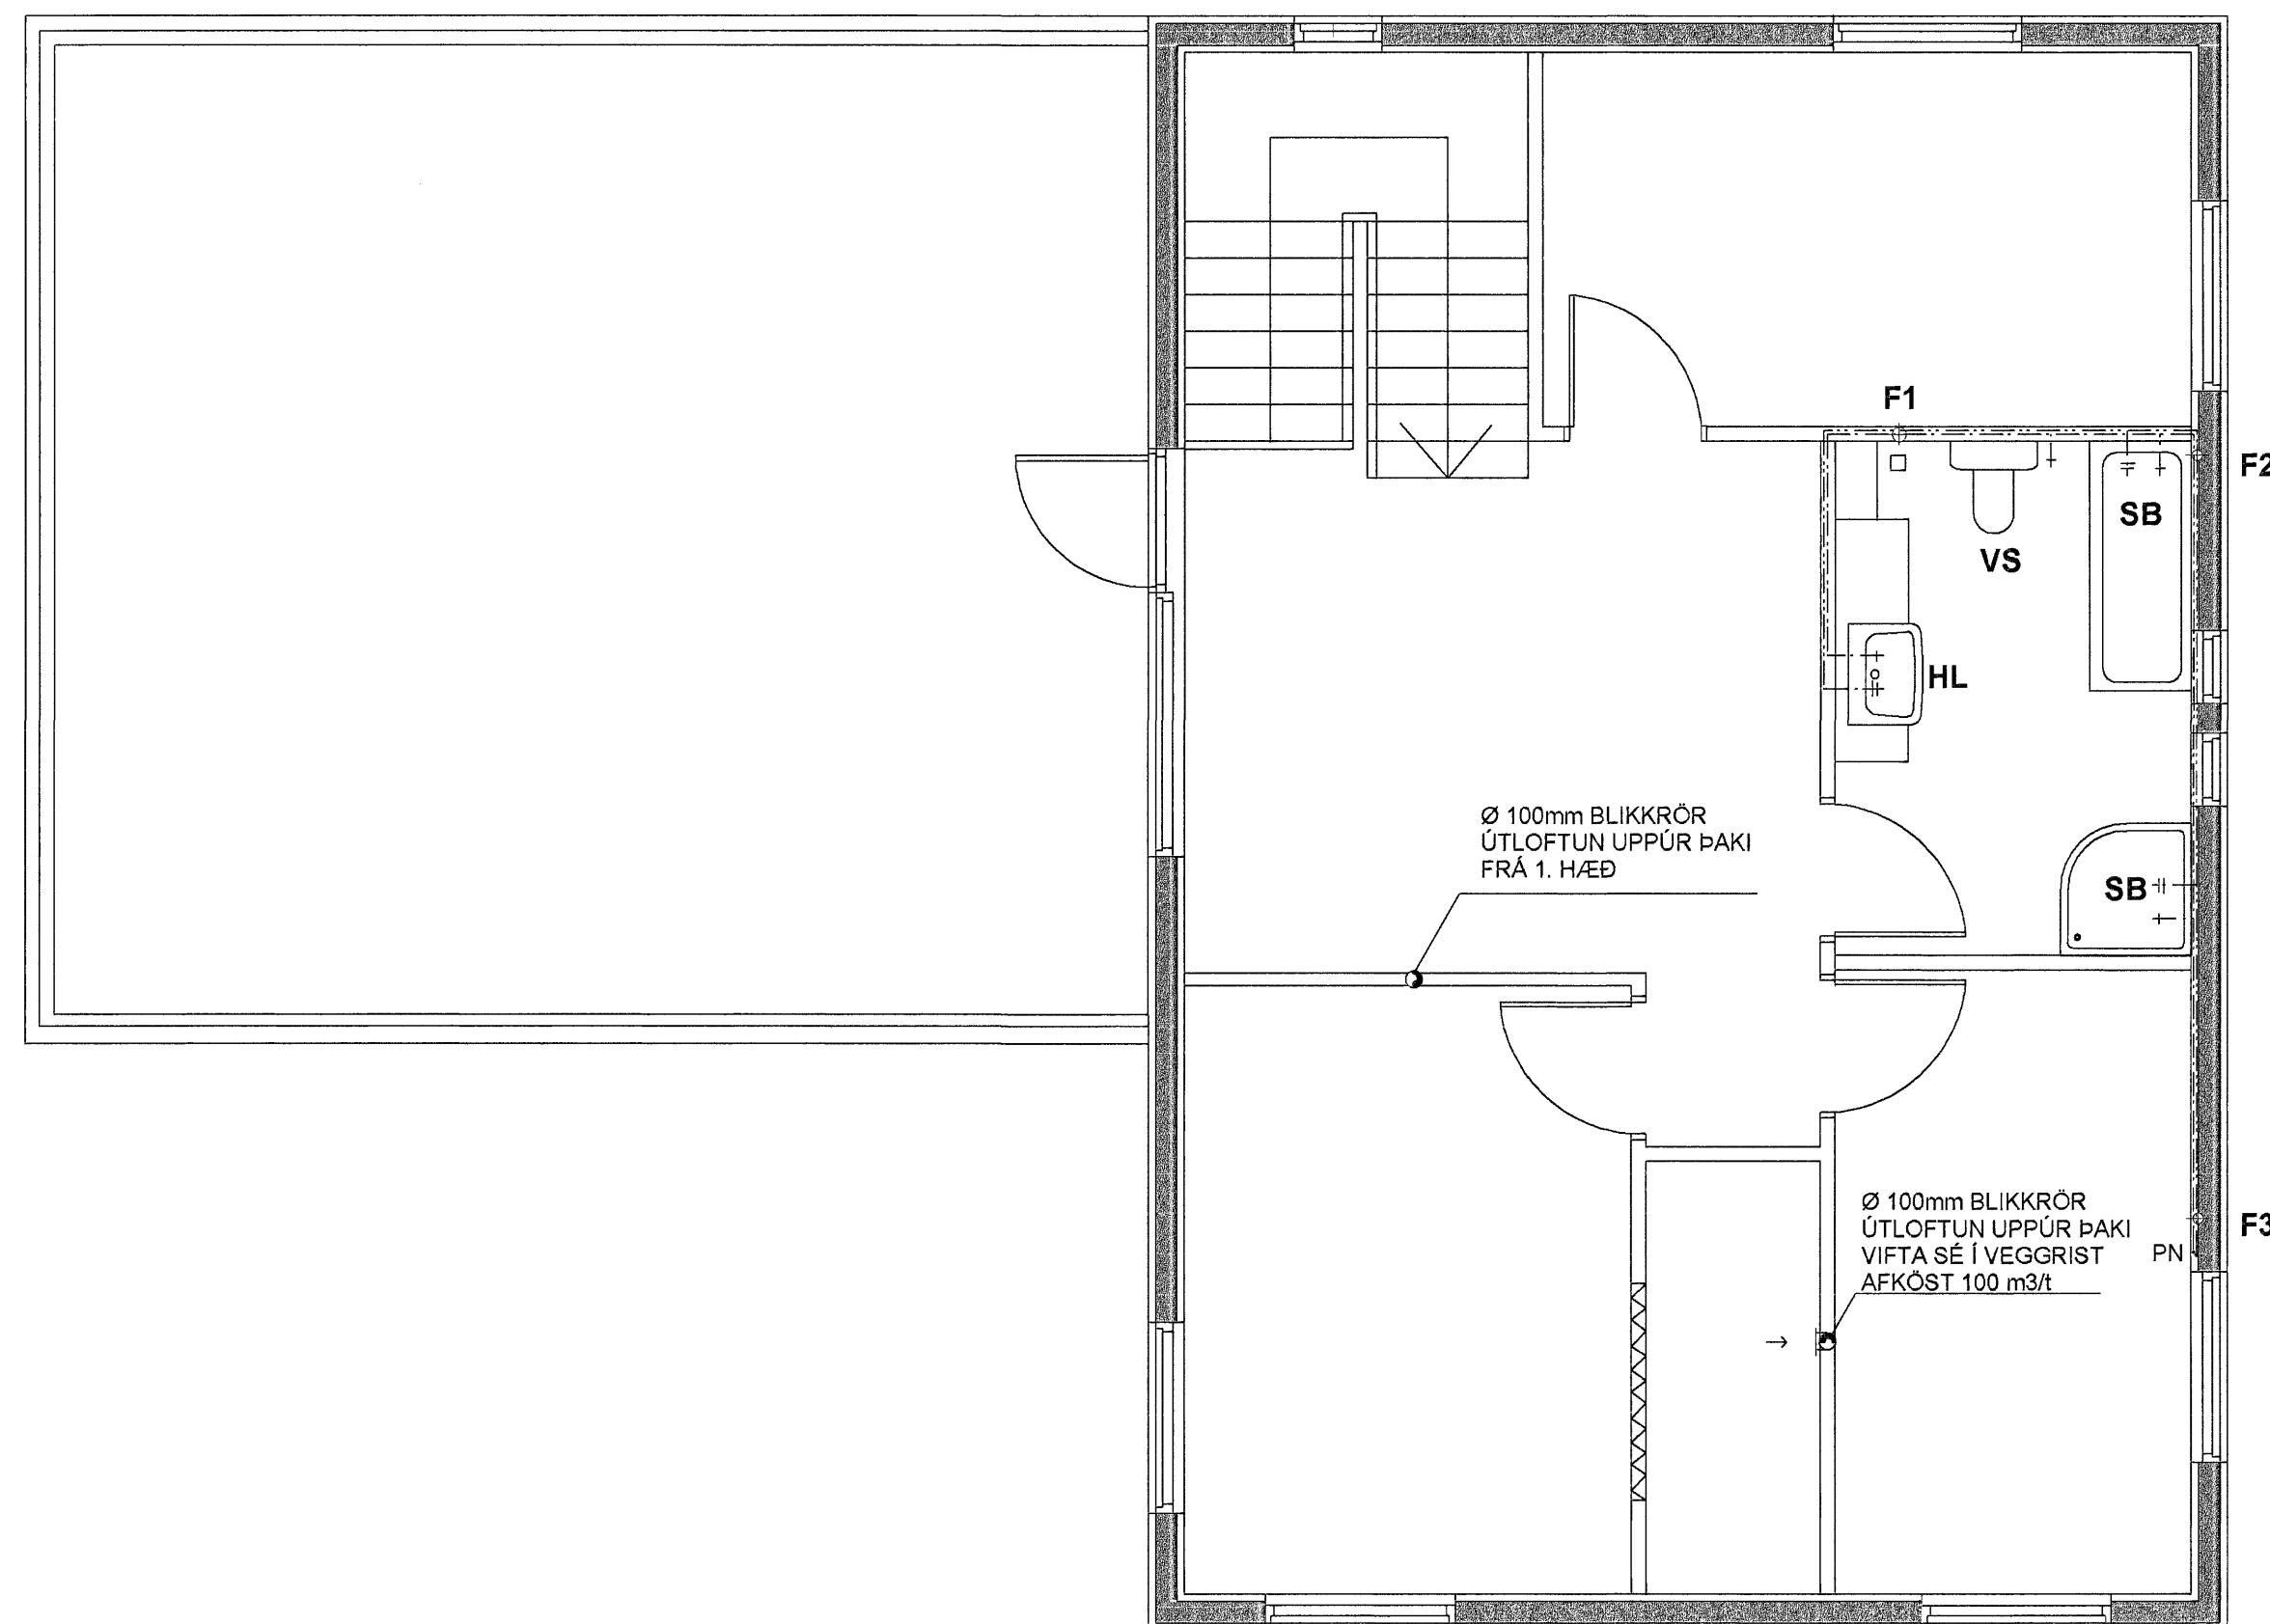 F1
F2
SB
VS
HL
Ø 100mm BLIKKRÖR
ÚTLOFTUN UPPÚR ÞAKI
FRÁ 1. HÆÐ
SB
Ø 100mm BLIKKRÖR
ÚTLOFTUN UPPÚR ÞAKI
VIFTA SÉ Í VEGGRIST
AFKÖST 100 m3/t
F3
PN